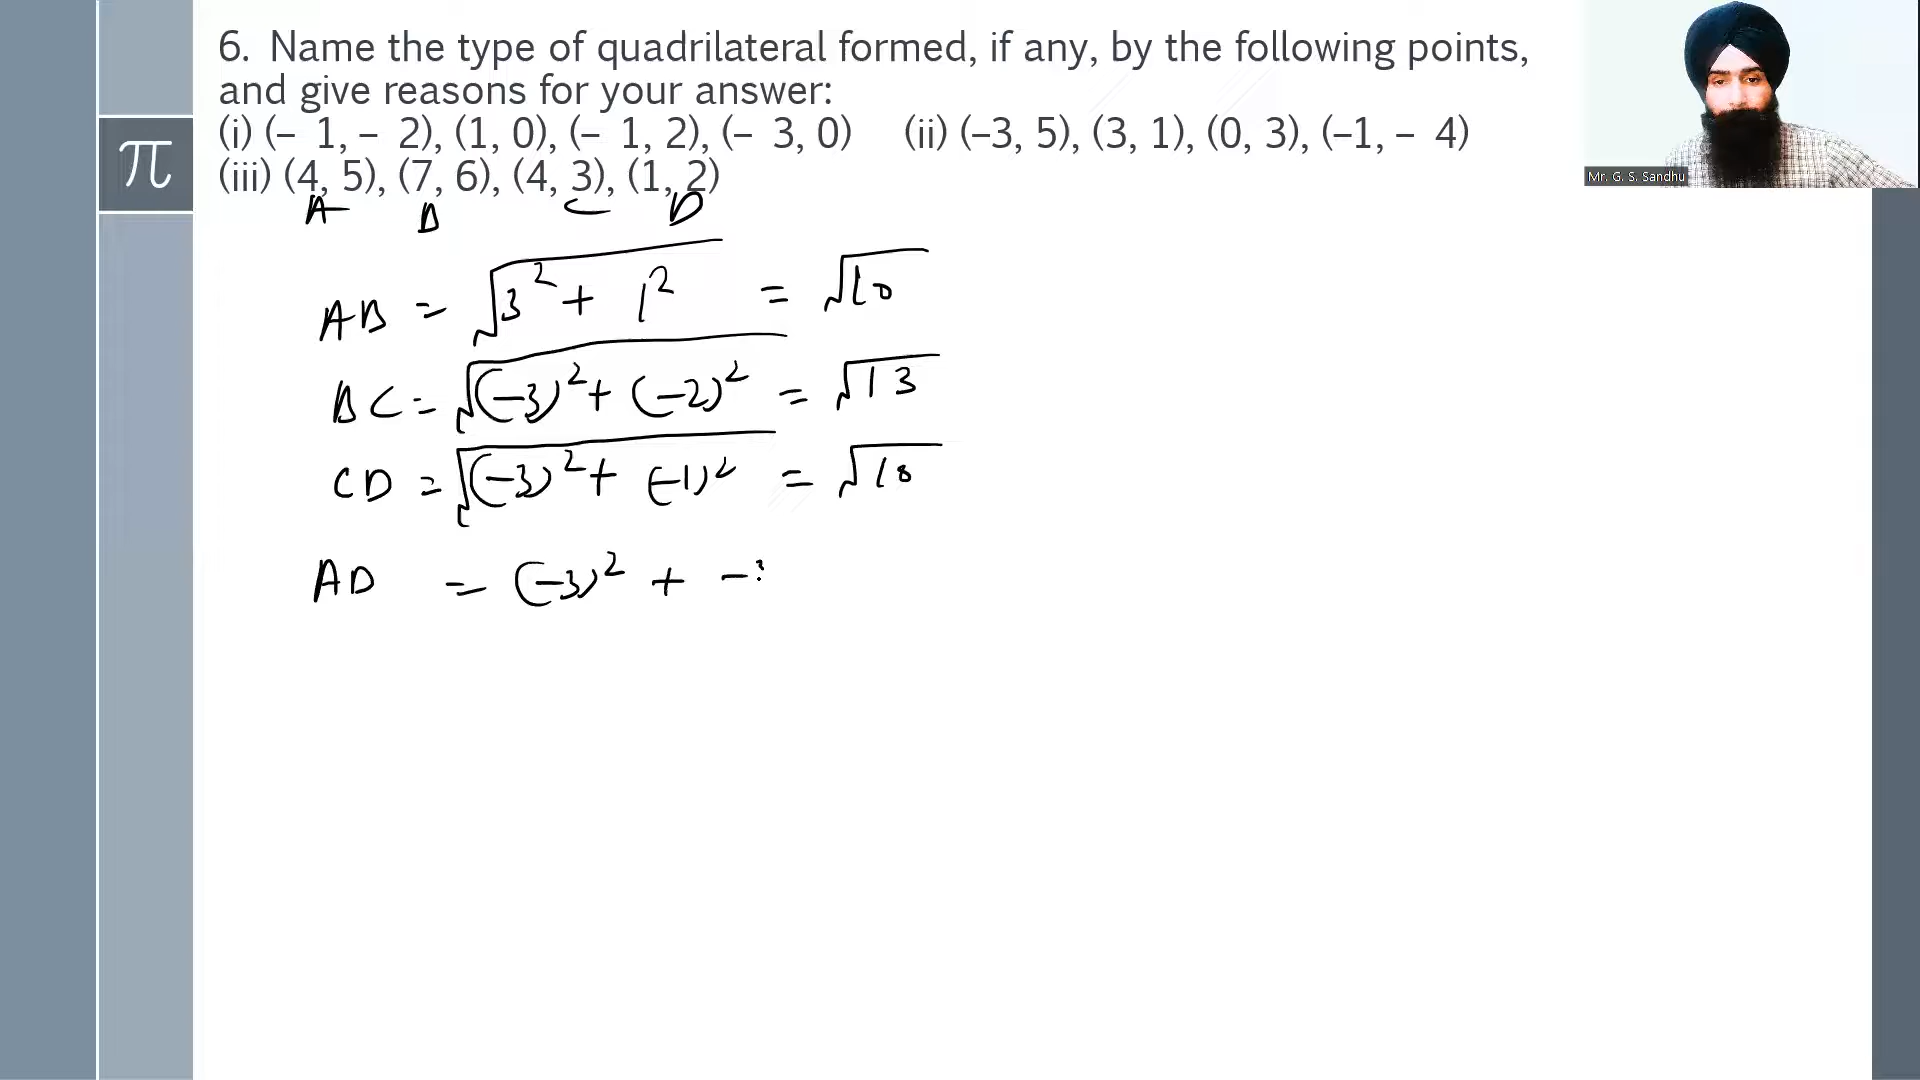 6. Name the type of quadrilateral formed, if any, by the following points,
and give reasons for your answer:
(i) (– 1, – 2), (1, 0), (– 1, 2), (– 3, 0) (ii) (–3, 5), (3, 1), (0, 3), (–1, – 4)
π
(iii) (4, 5), (7, 6), (4, 3), (1, 2)
Mr. G. S. Sandhu
A B C D
AB = √(3² + 1²) = √10
BC = √((-3)² + (-2)²) = √13
CD = √((-3)² + (-1)²) = √10
AD = (-3)² + -